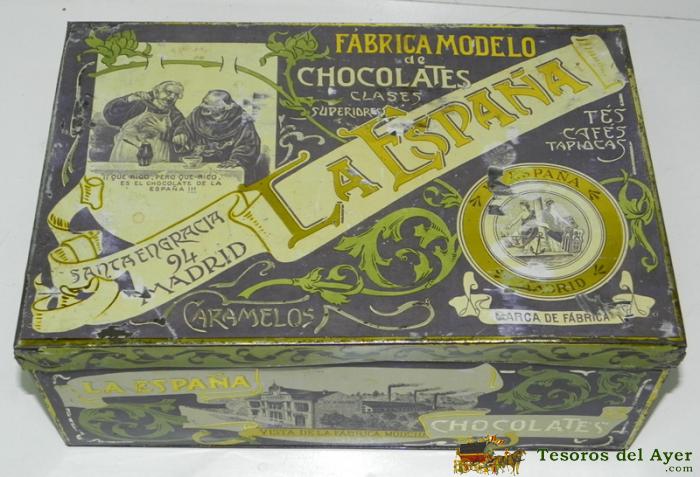 FÁBRICA MODELO
de
CHOCOLATES
CLASES
SUPERIORES
LA ESPAÑA
TÉS
CAFÉS
TAPIOCAS
¡¡ QUE RICO, PERO QUE RICO,
ES EL CHOCOLATE DE LA
ESPAÑA !!!
SANTA ENGRACIA
94
MADRID
CARAMELOS
LA ESPAÑA
MADRID
MARCA DE FÁBRICA
LA ESPAÑA
VISTA DE LA FÁBRICA MODELO
CHOCOLATES
Tesoros del Ayer
.com